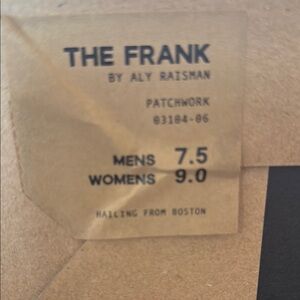 THE FRANK
BY ALY RAISMAN
PATCHWORK
03104-06
MENS 7.5
WOMENS 9.0
HAILING FROM BOSTON